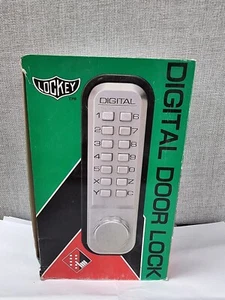 LOCKEY
DIGITAL
1 6
2 7
3 8
4 9
5 0
X Z
Y C
DIGITAL DOOR LOCK